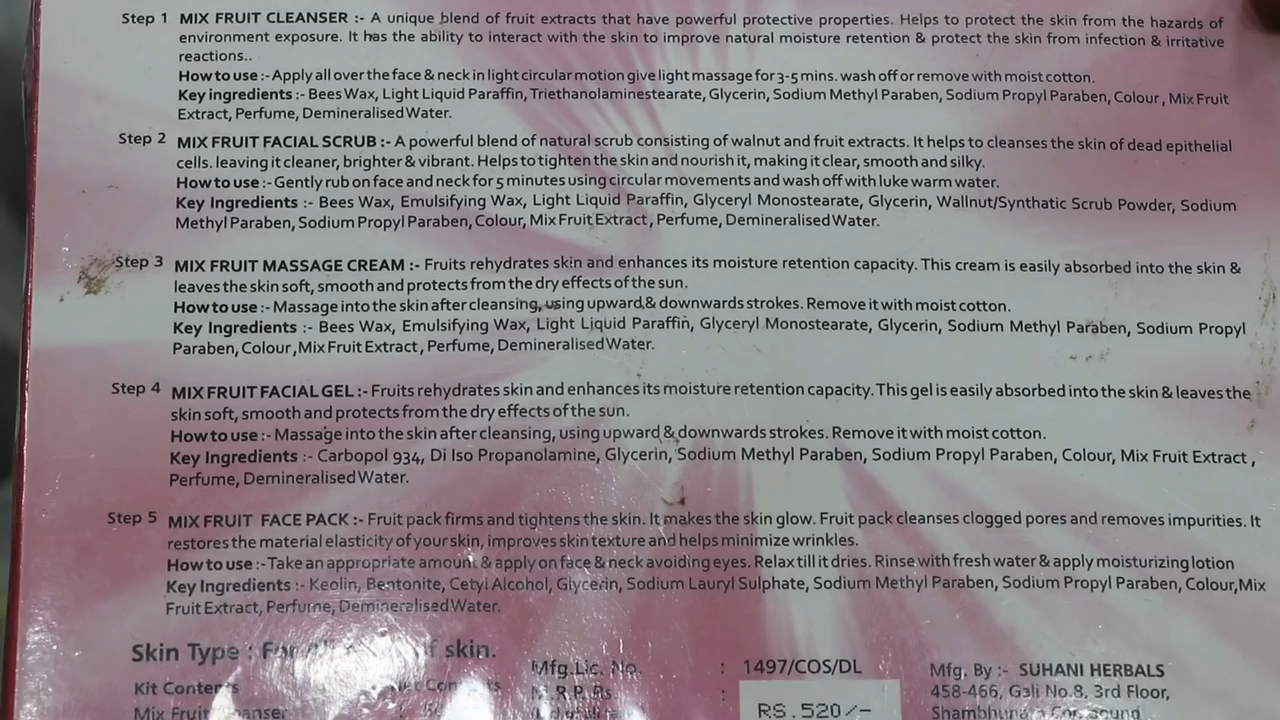 Step 1 MIX FRUIT CLEANSER :- A unique blend of fruit extracts that have powerful protective properties. Helps to protect the skin from the hazards of
environment exposure. It has the ability to interact with the skin to improve natural moisture retention & protect the skin from infection & irritative
reactions..
How to use :- Apply all over the face & neck in light circular motion give light massage for 3-5 mins. wash off or remove with moist cotton.
Key ingredients :- Bees Wax, Light Liquid Paraffin, Triethanolaminestearate, Glycerin, Sodium Methyl Paraben, Sodium Propyl Paraben, Colour, Mix Fruit
Extract, Perfume, Demineralised Water.
Step 2 MIX FRUIT FACIAL SCRUB :- A powerful blend of natural scrub consisting of walnut and fruit extracts. It helps to cleanses the skin of dead epithelial
cells. leaving it cleaner, brighter & vibrant. Helps to tighten the skin and nourish it, making it clear, smooth and silky.
How to use :- Gently rub on face and neck for 5 minutes using circular movements and wash off with luke warm water.
Key Ingredients :- Bees Wax, Emulsifying Wax, Light Liquid Paraffin, Glyceryl Monostearate, Glycerin, Wallnut/Synthatic Scrub Powder, Sodium
Methyl Paraben, Sodium Propyl Paraben, Colour, Mix Fruit Extract, Perfume, Demineralised Water.
Step 3 MIX FRUIT MASSAGE CREAM :- Fruits rehydrates skin and enhances its moisture retention capacity. This cream is easily absorbed into the skin &
leaves the skin soft, smooth and protects from the dry effects of the sun.
How to use :- Massage into the skin after cleansing, using upward & downwards strokes. Remove it with moist cotton.
Key Ingredients :- Bees Wax, Emulsifying Wax, Light Liquid Paraffin, Glyceryl Monostearate, Glycerin, Sodium Methyl Paraben, Sodium Propyl
Paraben, Colour, Mix Fruit Extract, Perfume, Demineralised Water.
Step 4 MIX FRUIT FACIAL GEL :- Fruits rehydrates skin and enhances its moisture retention capacity. This gel is easily absorbed into the skin & leaves the
skin soft, smooth and protects from the dry effects of the sun.
How to use :- Massage into the skin after cleansing, using upward & downwards strokes. Remove it with moist cotton.
Key Ingredients :- Carbopol 934, Di Iso Propanolamine, Glycerin, Sodium Methyl Paraben, Sodium Propyl Paraben, Colour, Mix Fruit Extract,
Perfume, Demineralised Water.
Step 5 MIX FRUIT FACE PACK :- Fruit pack firms and tightens the skin. It makes the skin glow. Fruit pack cleanses clogged pores and removes impurities. It
restores the material elasticity of your skin, improves skin texture and helps minimize wrinkles.
How to use :- Take an appropriate amount & apply on face & neck avoiding eyes. Relax till it dries. Rinse with fresh water & apply moisturizing lotion
Key Ingredients :- Keolin, Bentonite, Cetyl Alcohol, Glycerin, Sodium Lauryl Sulphate, Sodium Methyl Paraben, Sodium Propyl Paraben, Colour, Mix
Fruit Extract, Perfume, Demineralised Water.
Skin Type : For of skin.
Kit Contents
Mix Fruit
Mfg. Lic. No. : 1497/COS/DL
M.R.P. Rs. :
RS.520/-
Mfg. By :- SUHANI HERBALS
458-466, Gali No.8, 3rd Floor,